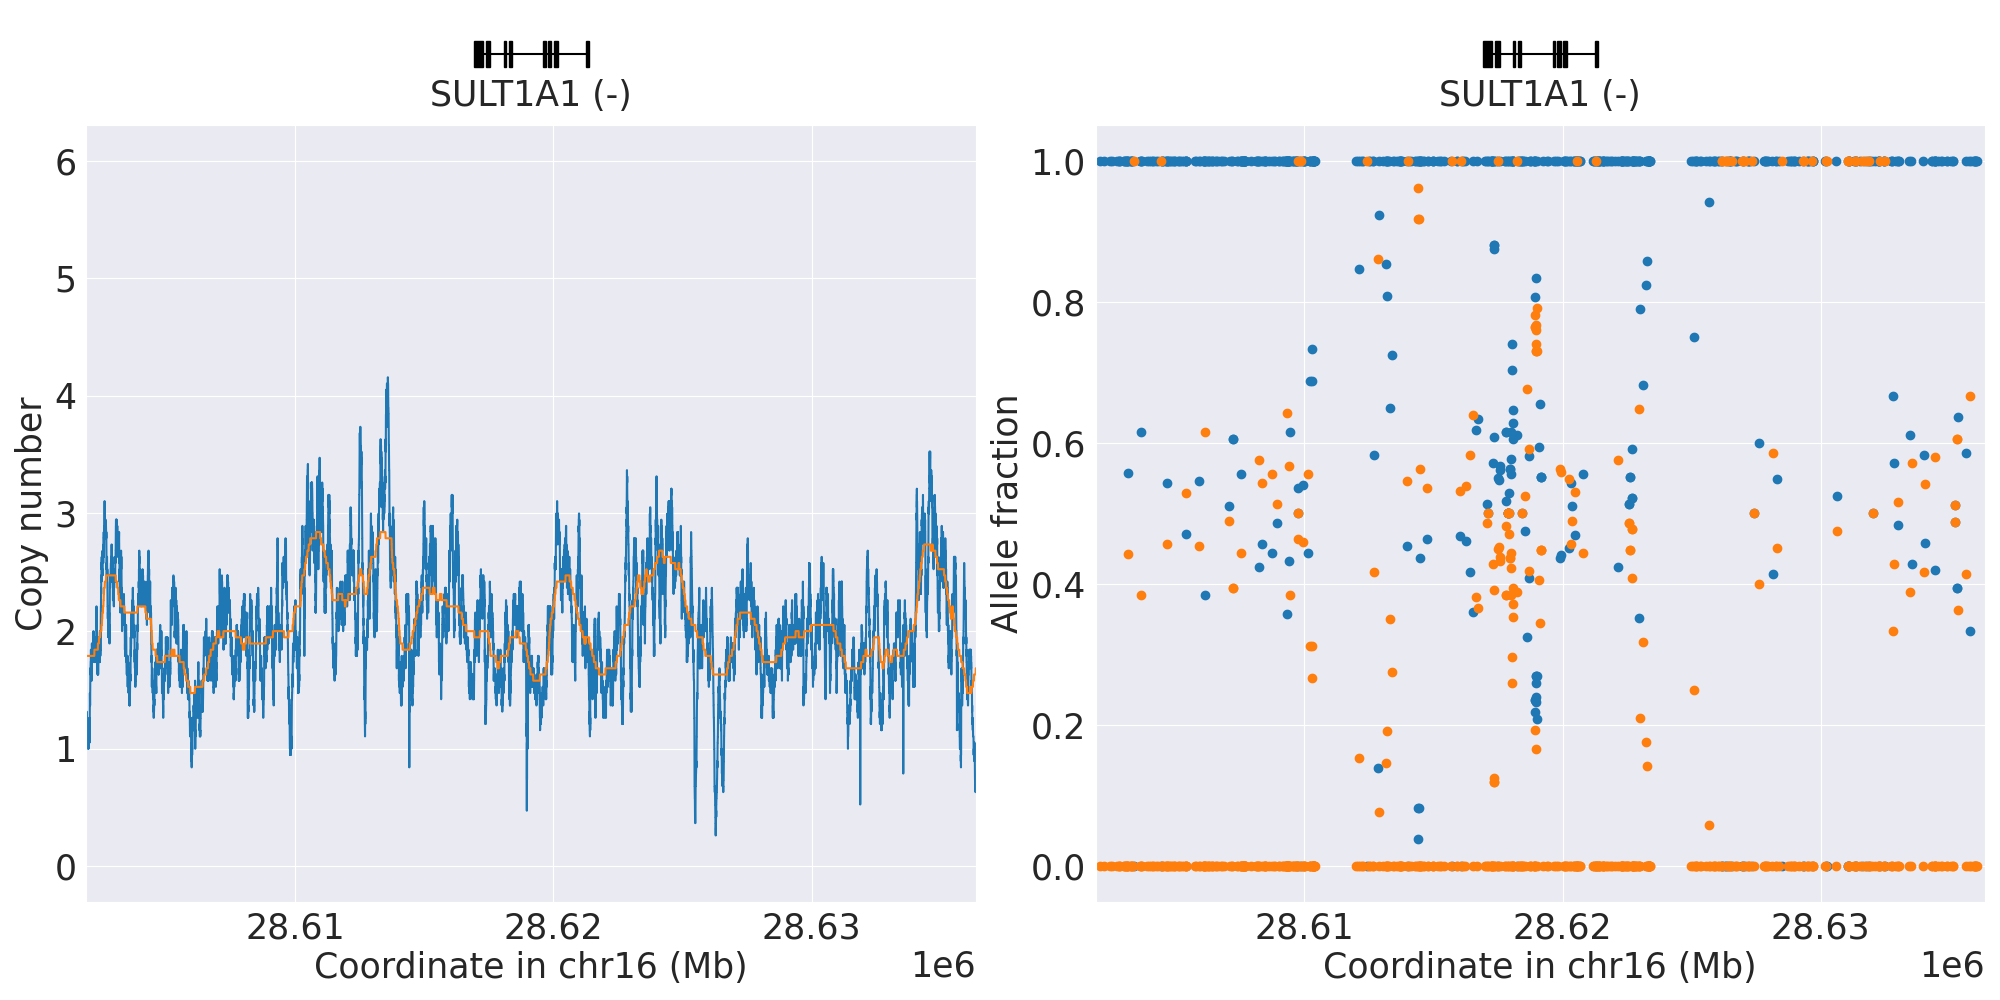 SULT1A1 (-)
Copy number
6
5
4
3
2
1
0
28.61
28.62
28.63
Coordinate in chr16 (Mb)
1e6
SULT1A1 (-)
Allele fraction
1.0
0.8
0.6
0.4
0.2
0.0
28.61
28.62
28.63
Coordinate in chr16 (Mb)
1e6